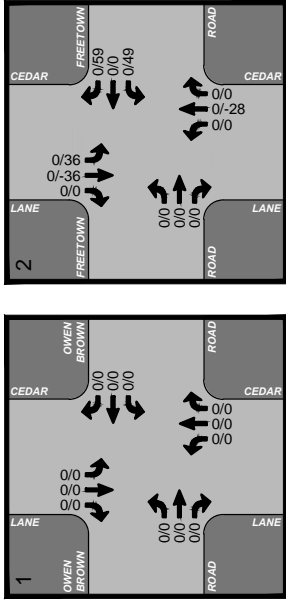 2
CEDAR
FREETOWN
ROAD
CEDAR
0/59
0/0
0/49
0/36
0/-36
0/0
0/0
0/-28
0/0
LANE
FREETOWN
0/0
0/0
0/0
ROAD
LANE
1
CEDAR
OWEN
BROWN
ROAD
CEDAR
0/0
0/0
0/0
0/0
0/0
0/0
0/0
0/0
0/0
LANE
OWEN
BROWN
0/0
0/0
0/0
ROAD
LANE